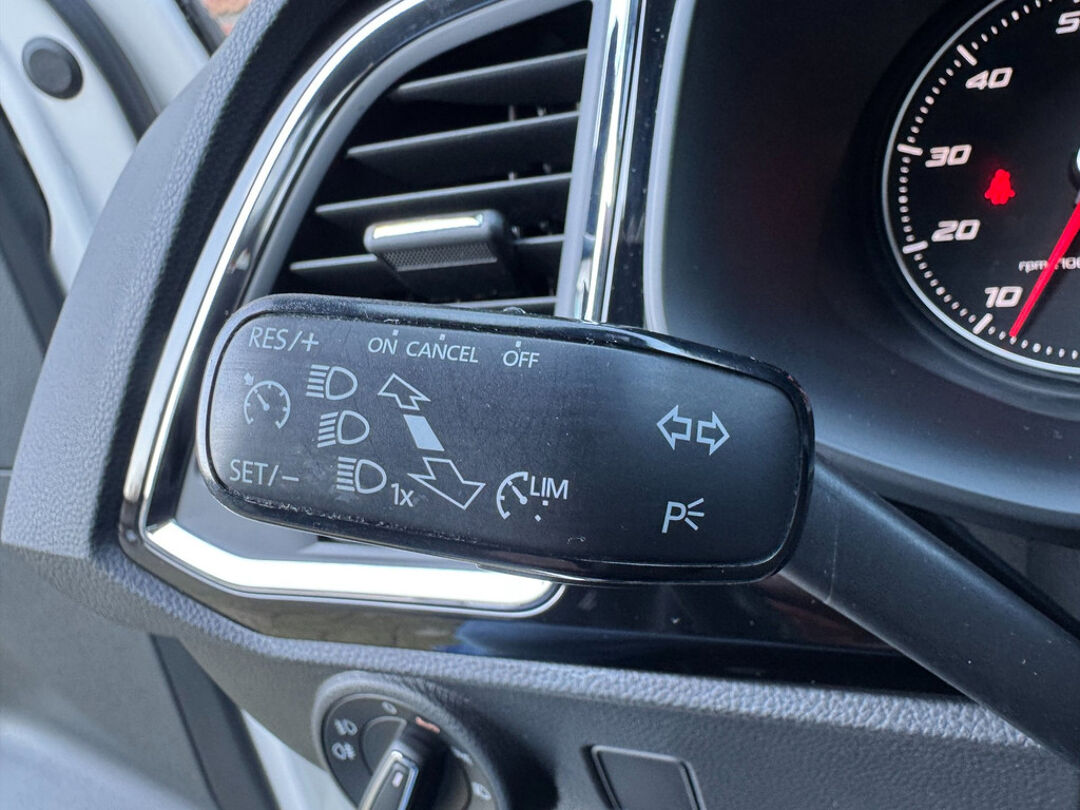 RES/+
ON CANCEL OFF
SET/-
1x
LIM
P
40
30
20
10